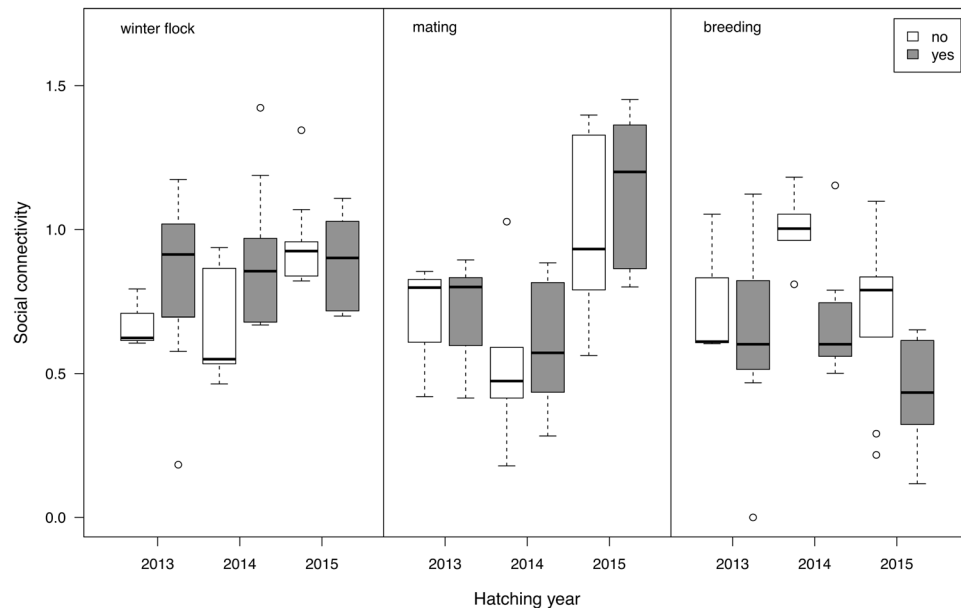 winter flock
mating
breeding
no
yes
Social connectivity
1.5
1.0
0.5
0.0
2013 2014 2015 2013 2014 2015 2013 2014 2015
Hatching year